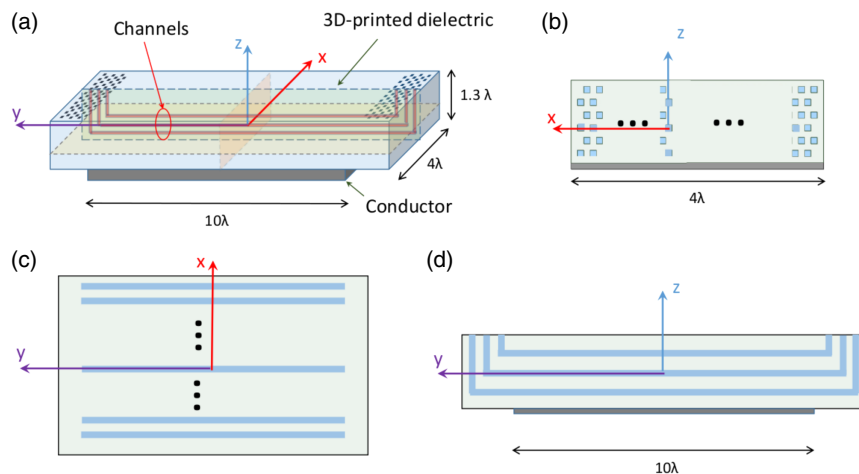 (a)
Channels
3D-printed dielectric
z
x
y
1.3 λ
4λ
10λ
Conductor
(b)
z
x
4λ
(c)
x
y
(d)
z
y
10λ